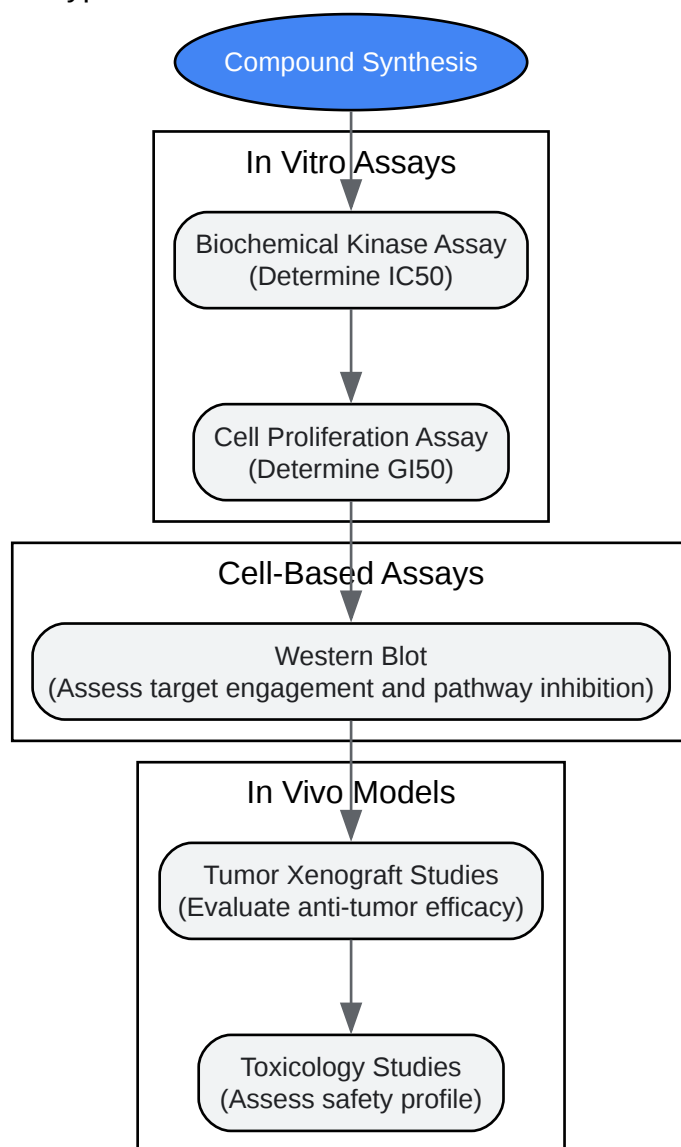 Compound Synthesis
In Vitro Assays
Biochemical Kinase Assay
(Determine IC50)
Cell Proliferation Assay
(Determine GI50)
Cell-Based Assays
Western Blot
(Assess target engagement and pathway inhibition)
In Vivo Models
Tumor Xenograft Studies
(Evaluate anti-tumor efficacy)
Toxicology Studies
(Assess safety profile)